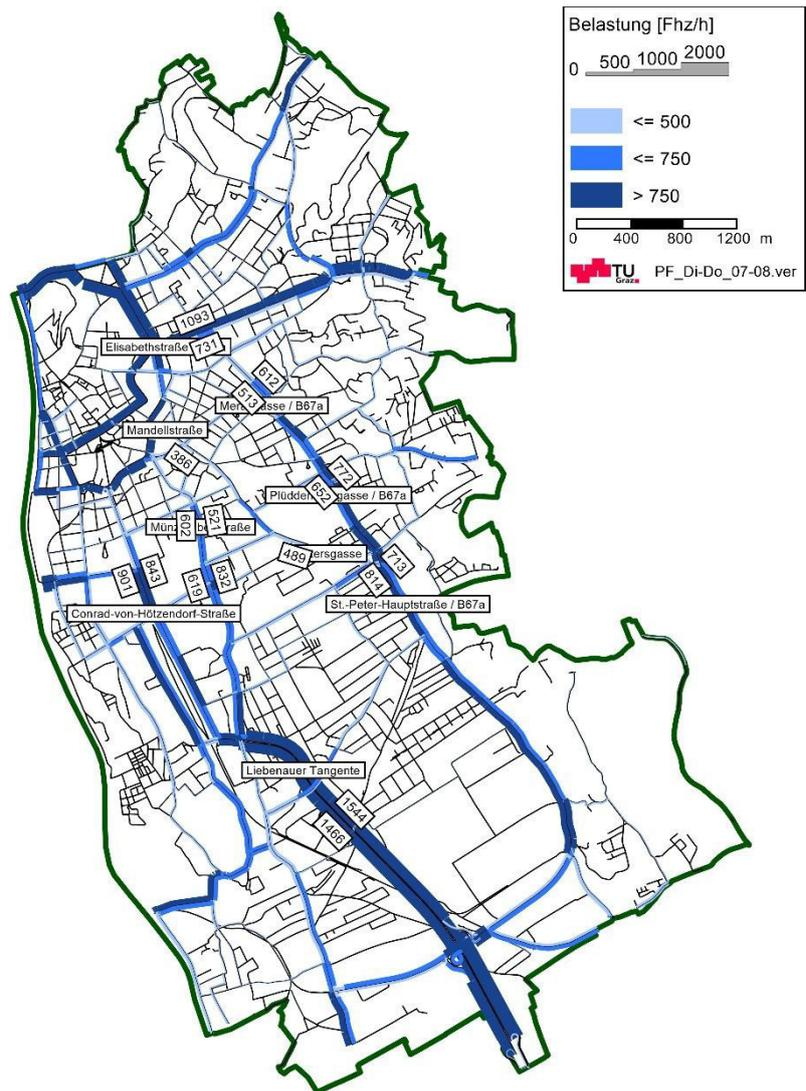 Belastung [Fhz/h]
0 500 1000 2000
<= 500
<= 750
> 750
0 400 800 1200 m
TU
Graz
PF_Di-Do_07-08.ver
1093
Elisabethstraße
731
612
513
/ B67a
Mandellstraße
386
772
652
/ B67a
602
521
489
713
843
619
832
814
St.-Peter-Hauptstraße / B67a
Conrad-von-Hötzendorf-Straße
Liebenauer Tangente
1544
1466